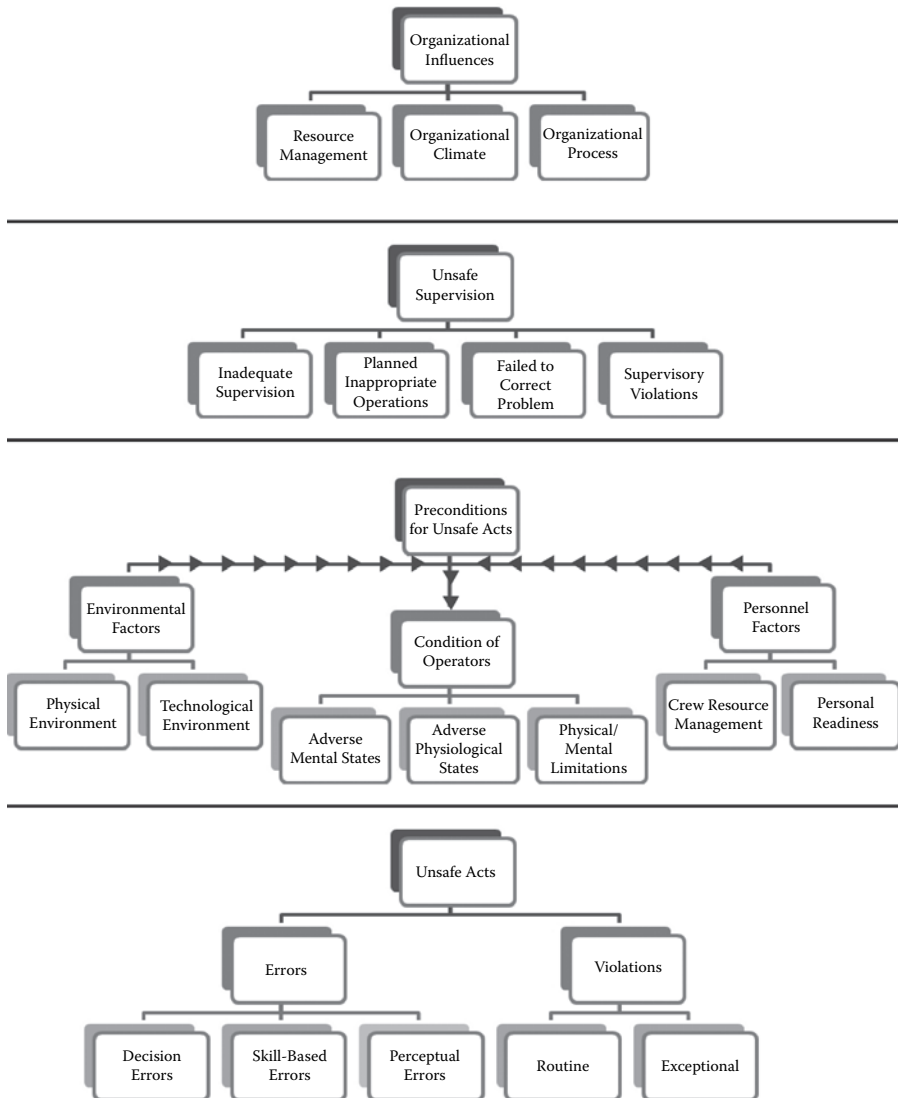 Organizational
Influences
Resource
Management
Organizational
Climate
Organizational
Process
Unsafe
Supervision
Inadequate
Supervision
Planned
Inappropriate
Operations
Failed to
Correct
Problem
Supervisory
Violations
Preconditions
for Unsafe Acts
Environmental
Factors
Physical
Environment
Technological
Environment
Condition of
Operators
Adverse
Mental States
Adverse
Physiological
States
Physical/
Mental
Limitations
Personnel
Factors
Crew Resource
Management
Personal
Readiness
Unsafe Acts
Errors
Decision
Errors
Skill-Based
Errors
Perceptual
Errors
Violations
Routine
Exceptional